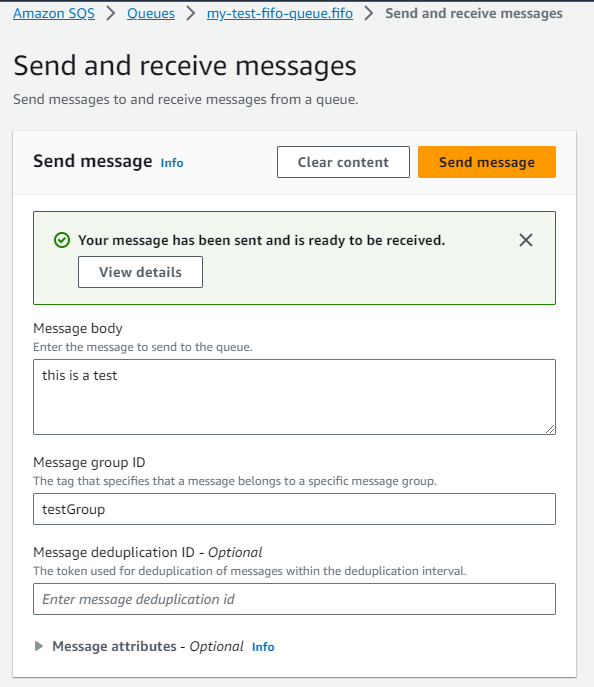 Amazon SQS > Queues > my-test-fifo-queue.fifo > Send and receive messages
Send and receive messages
Send messages to and receive messages from a queue.
Send message Info Clear content Send message
Your message has been sent and is ready to be received.
View details
Message body
Enter the message to send to the queue.
this is a test
Message group ID
The tag that specifies that a message belongs to a specific message group.
testGroup
Message deduplication ID - Optional
The token used for deduplication of messages within the deduplication interval.
Enter message deduplication id
Message attributes - Optional Info